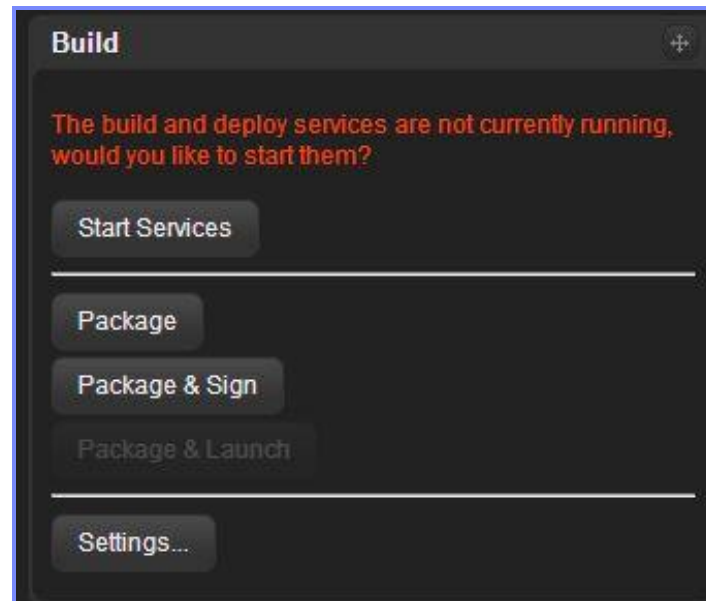 Build
The build and deploy services are not currently running,
would you like to start them?
Start Services
Package
Package & Sign
Package & Launch
Settings...